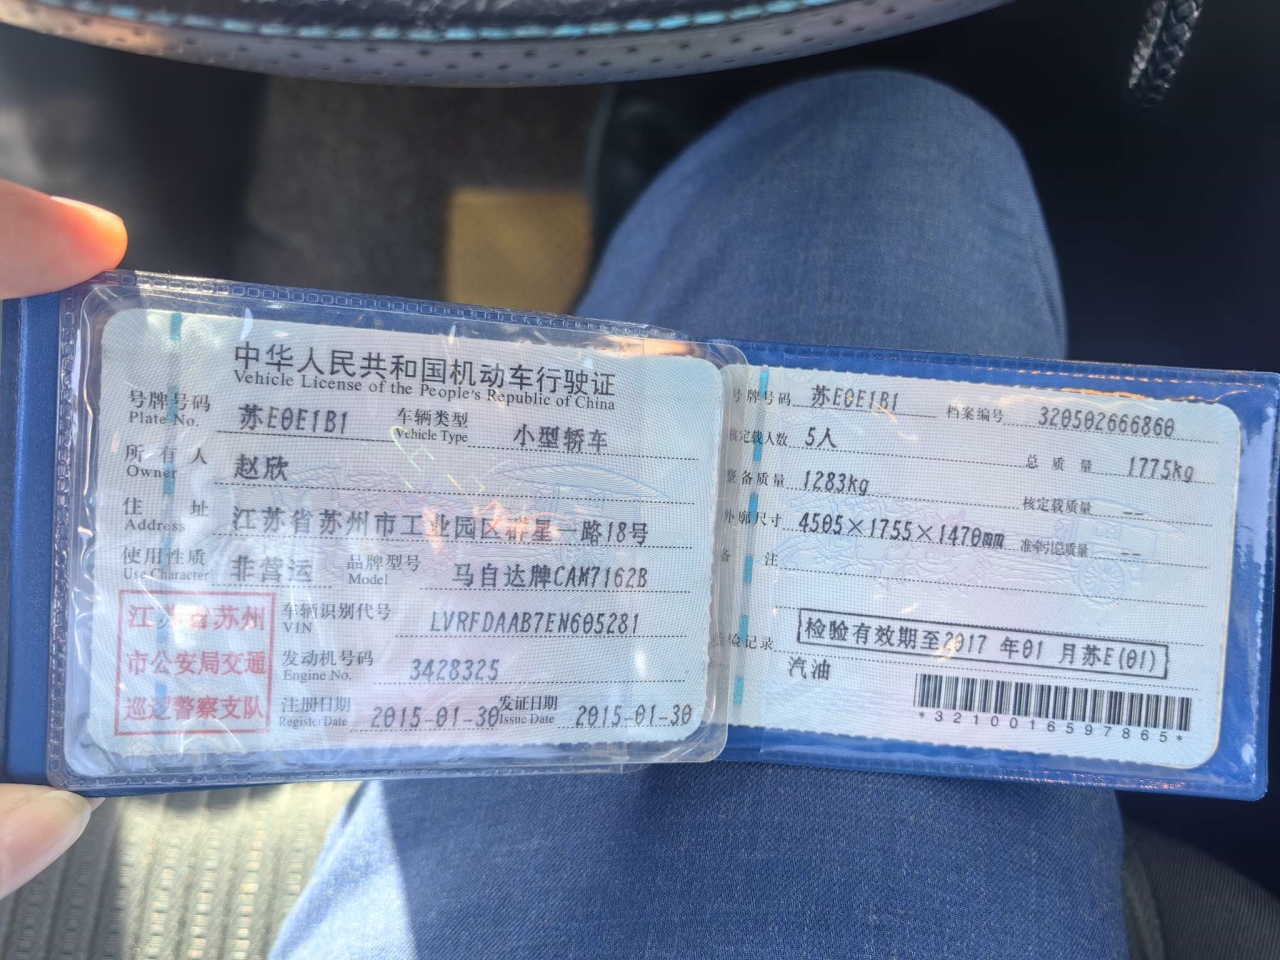 中华人民共和国机动车行驶证
Vehicle License of the People's Republic of China
号牌号码 苏E0E1B1 车辆类型 小型轿车
Plate No. Vehicle Type
所有人 赵欣
Owner
住址 江苏省苏州市工业园区群星一路18号
Address
使用性质 非营运 品牌型号 马自达牌CAM7162B
Use Character Model
江苏省苏州
市公安局交通
巡逻警察支队
车辆识别代号 LVRFDAAB7EN605281
VIN
发动机号码 3428325
Engine No.
注册日期 2015-01-30 发证日期 2015-01-30
Register Date Issue Date
号牌号码 苏E0E1B1 档案编号 320502666860
核定载人数 5人 总质量 1775kg
整备质量 1283kg 核定载质量 --
外廓尺寸 4505×1755×1470mm 准牵引总质量 --
备注
检验记录 检验有效期至2017年01月苏E(01)
汽油
*3210016597865*